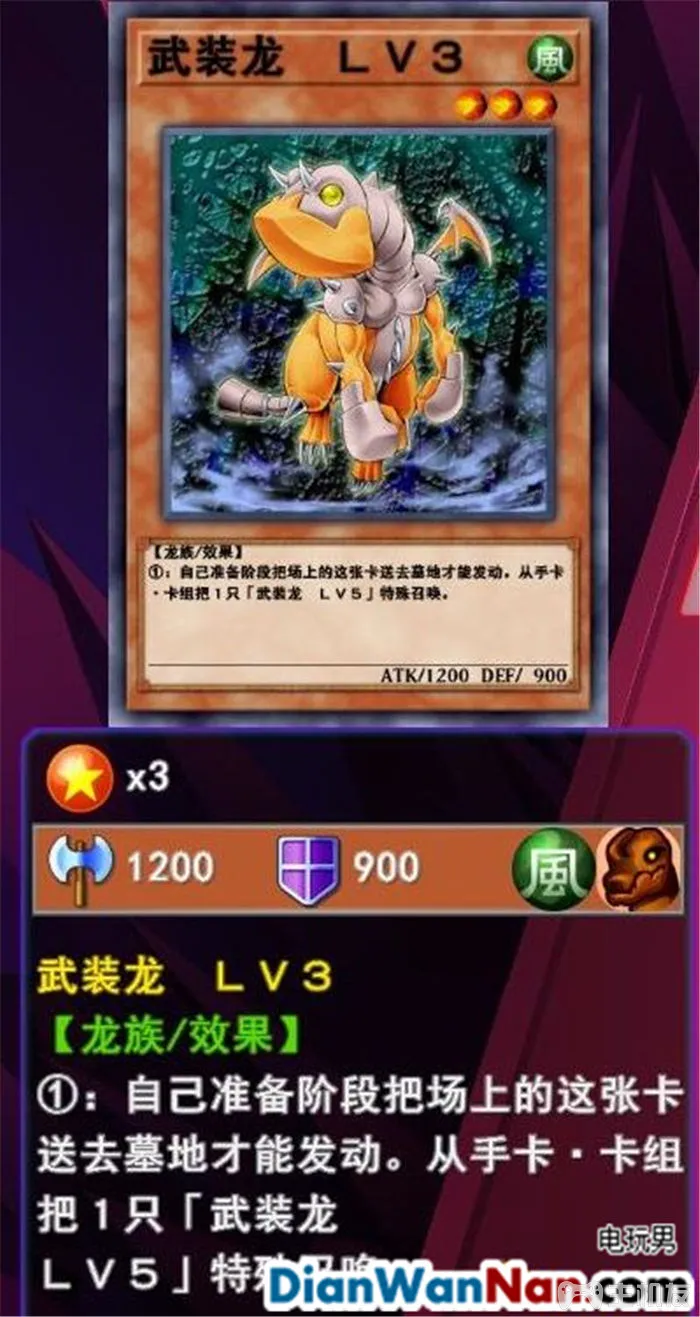 武装龙　ＬＶ３
風
【龙族/效果】
①：自己准备阶段把场上的这张卡送去墓地才能发动。从手卡
・卡组把１只「武装龙　ＬＶ５」特殊召唤。
ATK/1200 DEF/ 900
x3
1200 900 風
武装龙　ＬＶ３
【龙族/效果】
①：自己准备阶段把场上的这张卡
送去墓地才能发动。从手卡・卡组
把１只「武装龙
电玩男
ＬＶ５」特殊召唤
DianWanNan.com